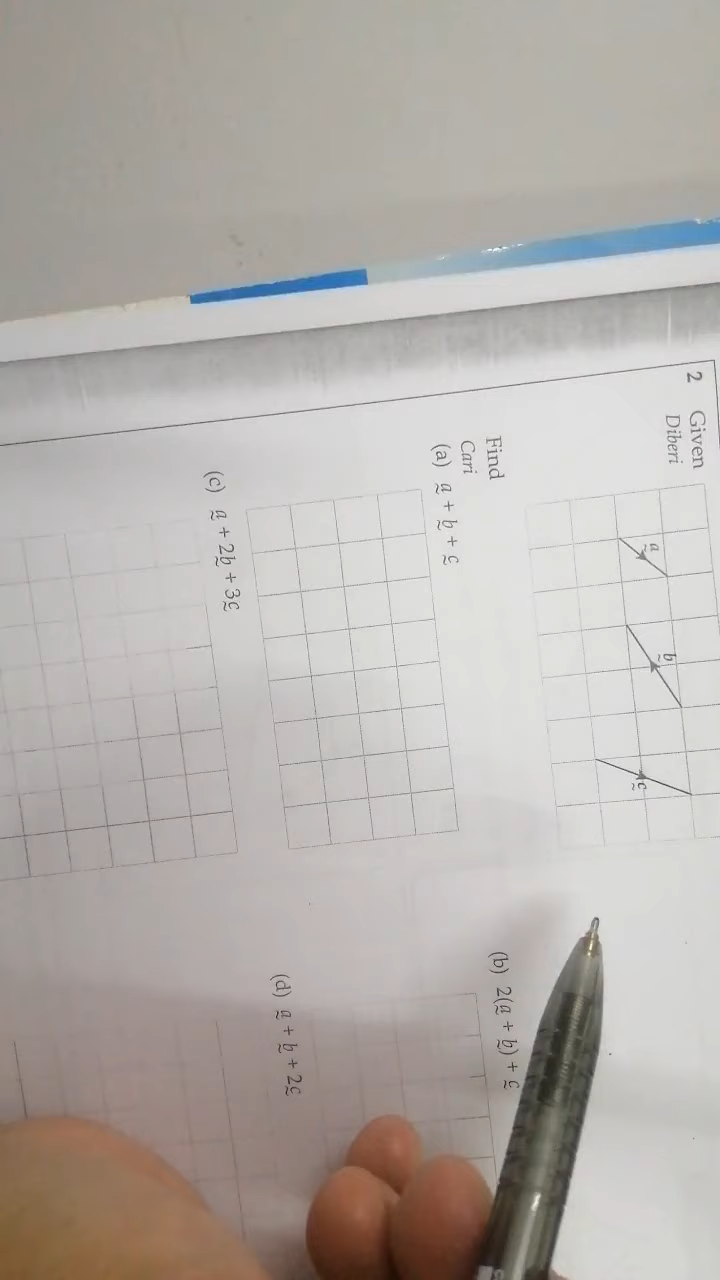 2 Given
Diberi
a
b
c
Find
Cari
(a) a + b + c
(b) 2(a + b) + c
(c) a + 2b + 3c
(d) a + b + 2c